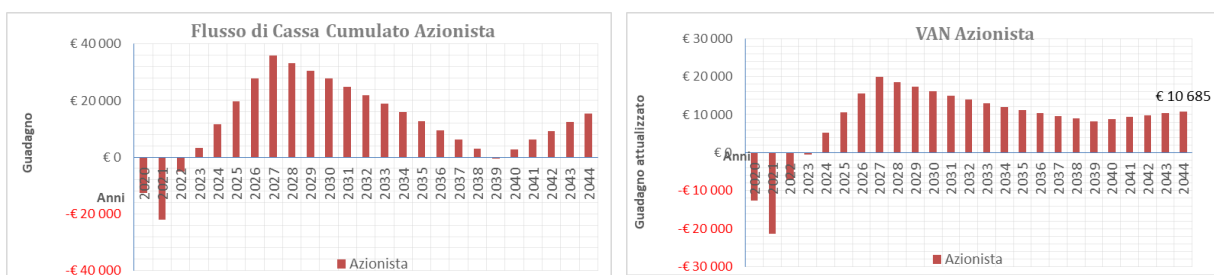 Flusso di Cassa Cumulato Azionista
Guadagno
€ 40 000
€ 20 000
€ 0
-€ 20 000
-€ 40 000
Anni
2020 2021 2022 2023 2024 2025 2026 2027 2028 2029 2030 2031 2032 2033 2034 2035 2036 2037 2038 2039 2040 2041 2042 2043 2044
Azionista
VAN Azionista
Guadagno attualizzato
€ 30 000
€ 20 000
€ 10 000
€ 0
-€ 10 000
-€ 20 000
-€ 30 000
Anni
€ 10 685
2020 2021 2022 2023 2024 2025 2026 2027 2028 2029 2030 2031 2032 2033 2034 2035 2036 2037 2038 2039 2040 2041 2042 2043 2044
Azionista